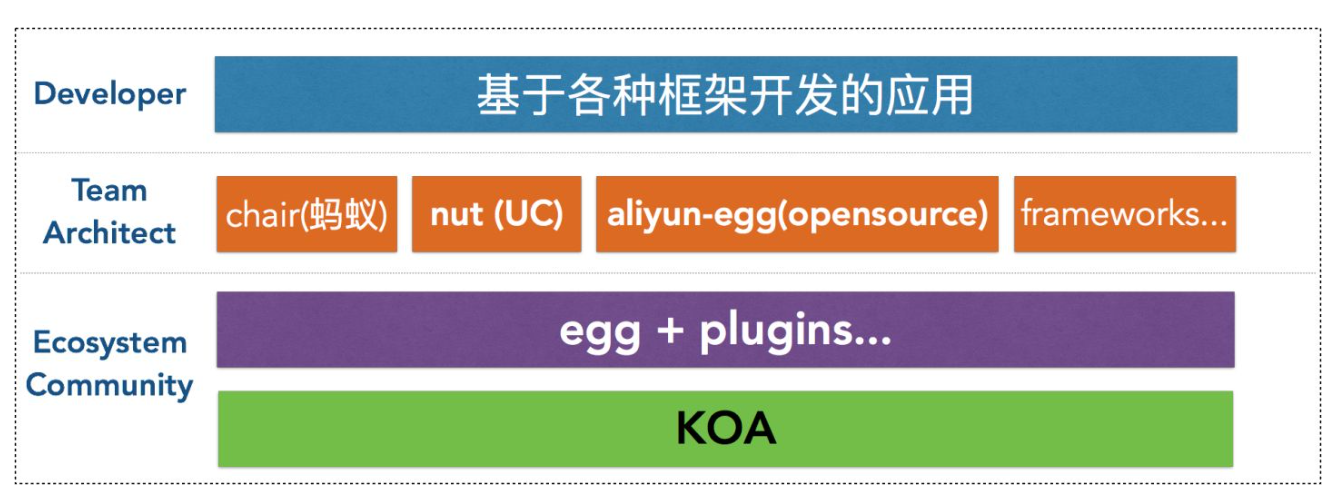 Developer
基于各种框架开发的应用
Team
Architect
chair(蚂蚁)
nut (UC)
aliyun-egg(opensource)
frameworks...
Ecosystem
Community
egg + plugins...
KOA